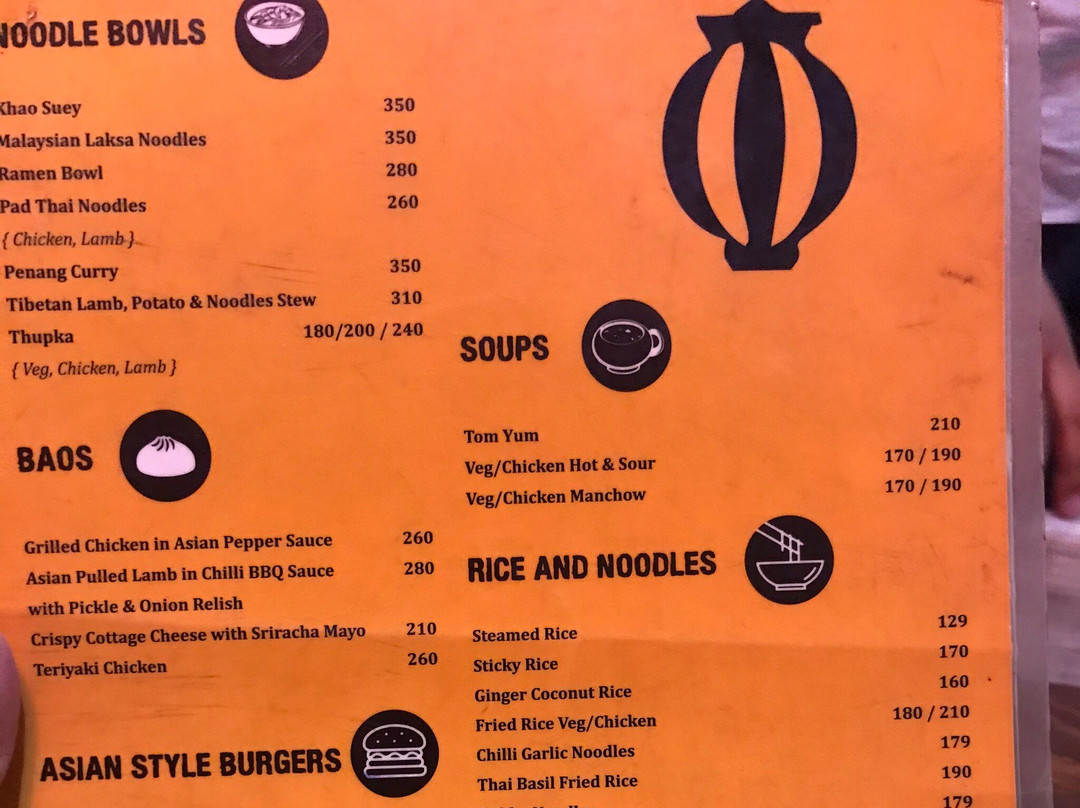 NOODLE BOWLS
Khao Suey 350
Malaysian Laksa Noodles 350
Ramen Bowl 280
Pad Thai Noodles 260
{ Chicken, Lamb }
Penang Curry 350
Tibetan Lamb, Potato & Noodles Stew 310
Thupka 180/200 / 240
{ Veg, Chicken, Lamb }
BAOS
Grilled Chicken in Asian Pepper Sauce 260
Asian Pulled Lamb in Chilli BBQ Sauce 280
with Pickle & Onion Relish
Crispy Cottage Cheese with Sriracha Mayo 210
Teriyaki Chicken 260
ASIAN STYLE BURGERS
SOUPS
Tom Yum 210
Veg/Chicken Hot & Sour 170 / 190
Veg/Chicken Manchow 170 / 190
RICE AND NOODLES
Steamed Rice 129
Sticky Rice 170
Ginger Coconut Rice 160
Fried Rice Veg/Chicken 180 / 210
Chilli Garlic Noodles 179
Thai Basil Fried Rice 190
179